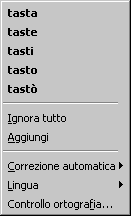 tasta
taste
tasti
tasto
tastò
Ignora tutto
Aggiungi
Correzione automatica
Lingua
Controllo ortografia...